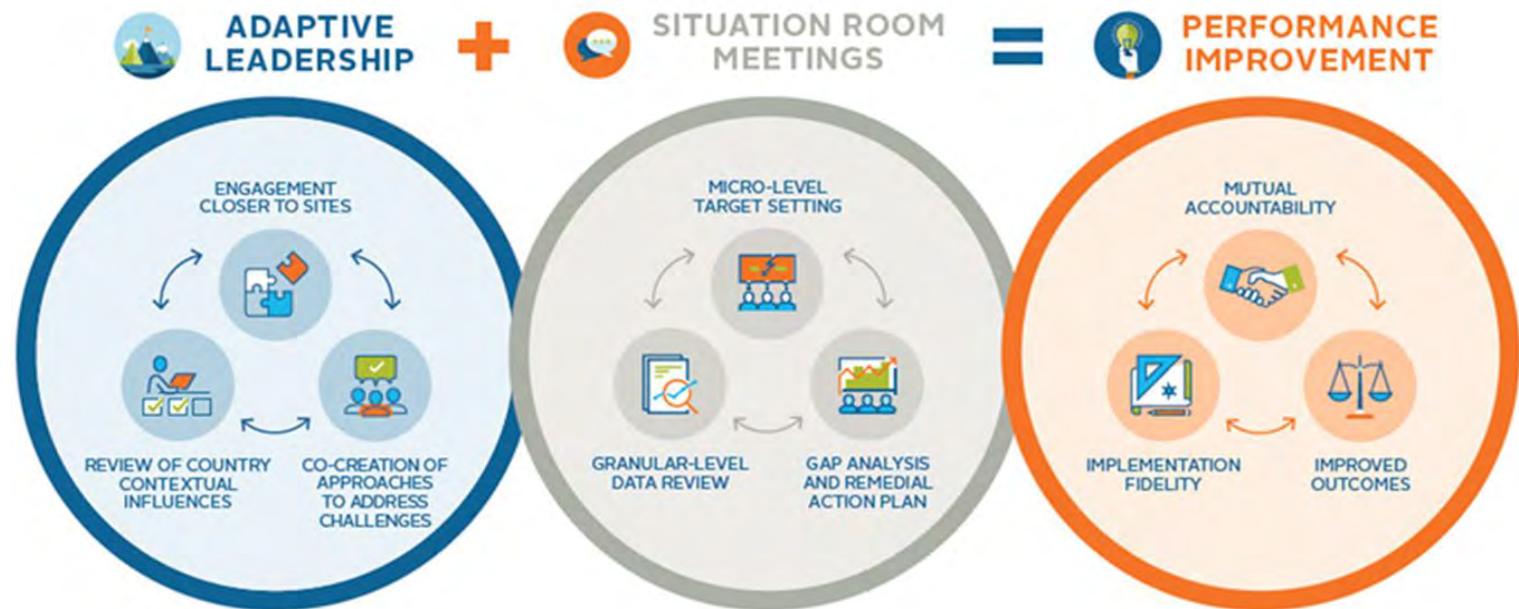 ADAPTIVE
LEADERSHIP
+
SITUATION ROOM
MEETINGS
=
PERFORMANCE
IMPROVEMENT
ENGAGEMENT
CLOSER TO SITES
REVIEW OF COUNTRY
CONTEXTUAL
INFLUENCES
CO-CREATION OF
APPROACHES
TO ADDRESS
CHALLENGES
MICRO-LEVEL
TARGET SETTING
GRANULAR-LEVEL
DATA REVIEW
GAP ANALYSIS
AND REMEDIAL
ACTION PLAN
MUTUAL
ACCOUNTABILITY
IMPLEMENTATION
FIDELITY
IMPROVED
OUTCOMES